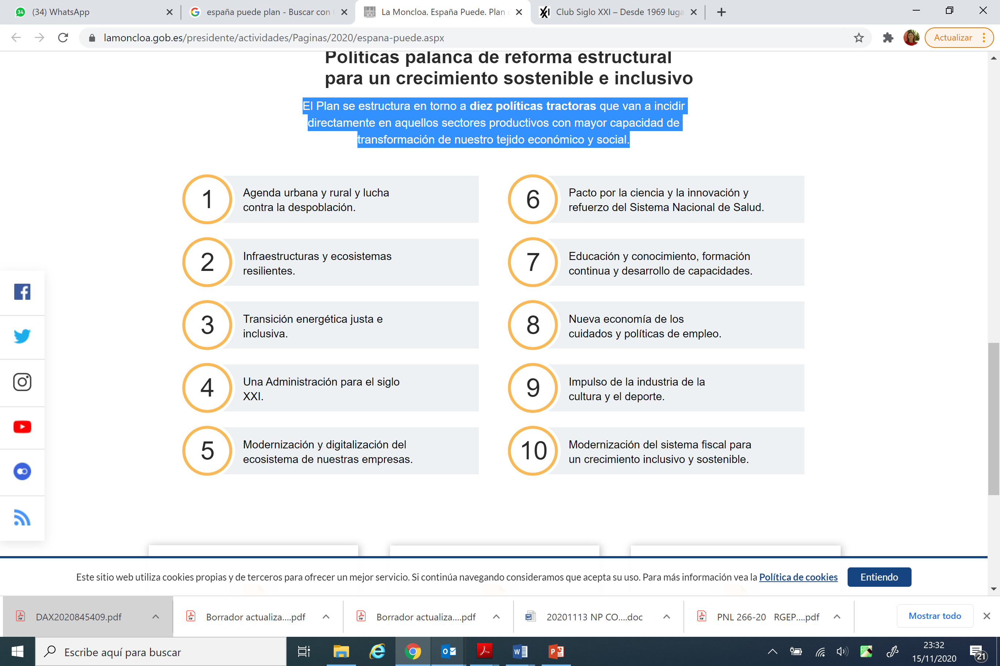 (34) WhatsApp
españa puede plan - Buscar con
La Moncloa. España Puede. Plan
Club Siglo XXI – Desde 1969 luga
lamoncloa.gob.es/presidente/actividades/Paginas/2020/espana-puede.aspx
Actualizar
Políticas palanca de reforma estructural
para un crecimiento sostenible e inclusivo
El Plan se estructura en torno a diez políticas tractoras que van a incidir
directamente en aquellos sectores productivos con mayor capacidad de
transformación de nuestro tejido económico y social.
1
Agenda urbana y rural y lucha
contra la despoblación.
2
Infraestructuras y ecosistemas
resilientes.
3
Transición energética justa e
inclusiva.
4
Una Administración para el siglo
XXI.
5
Modernización y digitalización del
ecosistema de nuestras empresas.
6
Pacto por la ciencia y la innovación y
refuerzo del Sistema Nacional de Salud.
7
Educación y conocimiento, formación
continua y desarrollo de capacidades.
8
Nueva economía de los
cuidados y políticas de empleo.
9
Impulso de la industria de la
cultura y el deporte.
10
Modernización del sistema fiscal para
un crecimiento inclusivo y sostenible.
Este sitio web utiliza cookies propias y de terceros para ofrecer un mejor servicio. Si continúa navegando consideramos que acepta su uso. Para más información vea la Política de cookies
Entiendo
DAX2020845409.pdf
Borrador actualiza....pdf
Borrador actualiza....pdf
20201113 NP CO....doc
PNL 266-20 RGEP....pdf
Mostrar todo
Escribe aquí para buscar
23:32
15/11/2020
21